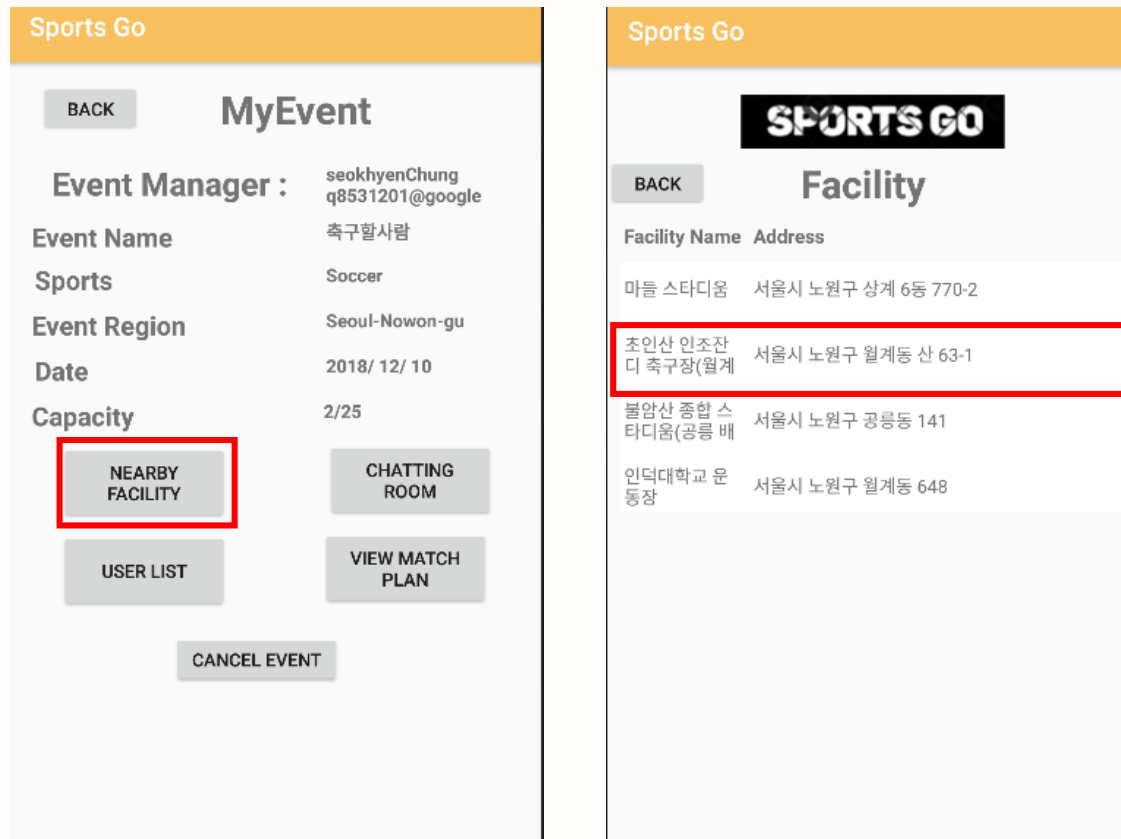 Sports Go
BACK
MyEvent
Event Manager :
seokhyenChung
q8531201@google
Event Name
축구할사람
Sports
Soccer
Event Region
Seoul-Nowon-gu
Date
2018/ 12/ 10
Capacity
2/25
NEARBY
FACILITY
CHATTING
ROOM
USER LIST
VIEW MATCH
PLAN
CANCEL EVENT
Sports Go
SPORTS GO
BACK
Facility
Facility Name
Address
마들 스타디움
서울시 노원구 상계 6동 770-2
초인산 인조잔
디 축구장(월계
서울시 노원구 월계동 산 63-1
불암산 종합 스
타디움(공릉 배
서울시 노원구 공릉동 141
인덕대학교 운
동장
서울시 노원구 월계동 648